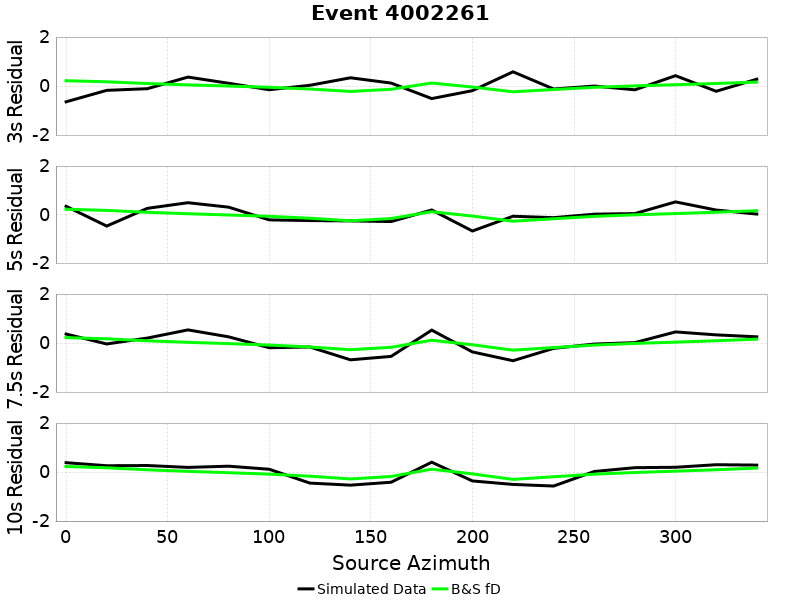 Event 4002261
3s Residual
2
0
-2
5s Residual
2
0
-2
7.5s Residual
2
0
-2
10s Residual
2
0
-2
0 50 100 150 200 250 300
Source Azimuth
Simulated Data B&S fD